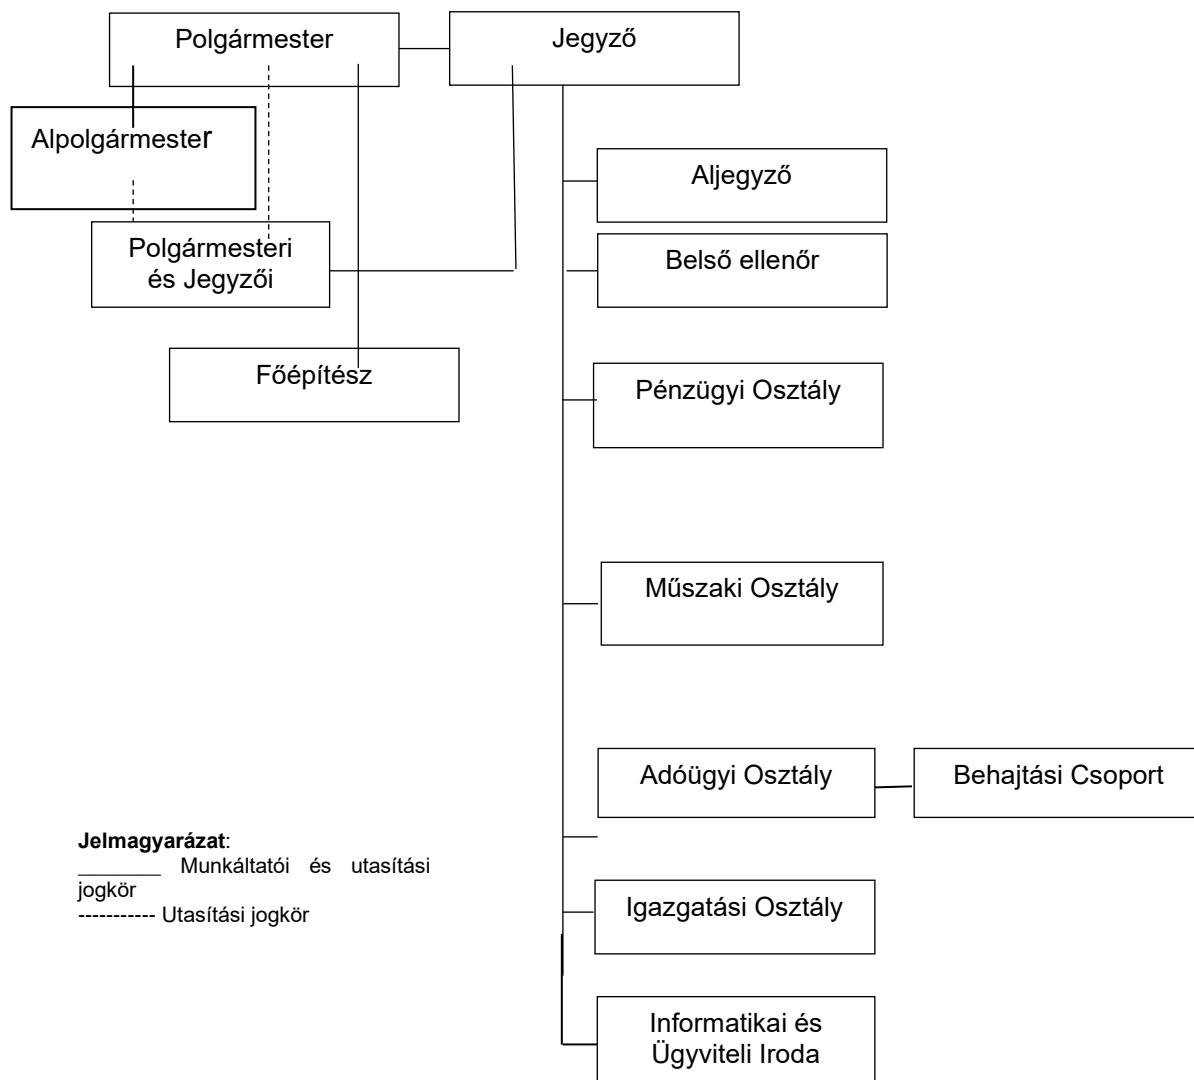 Polgármester
Jegyző
Alpolgármester
Aljegyző
Polgármesteri
és Jegyzői
Belső ellenőr
Főépítész
Pénzügyi Osztály
Műszaki Osztály
Adóügyi Osztály
Behajtási Csoport
Jelmagyarázat:
_______ Munkáltatói és utasítási
jogkör
----------- Utasítási jogkör
Igazgatási Osztály
Informatikai és
Ügyviteli Iroda